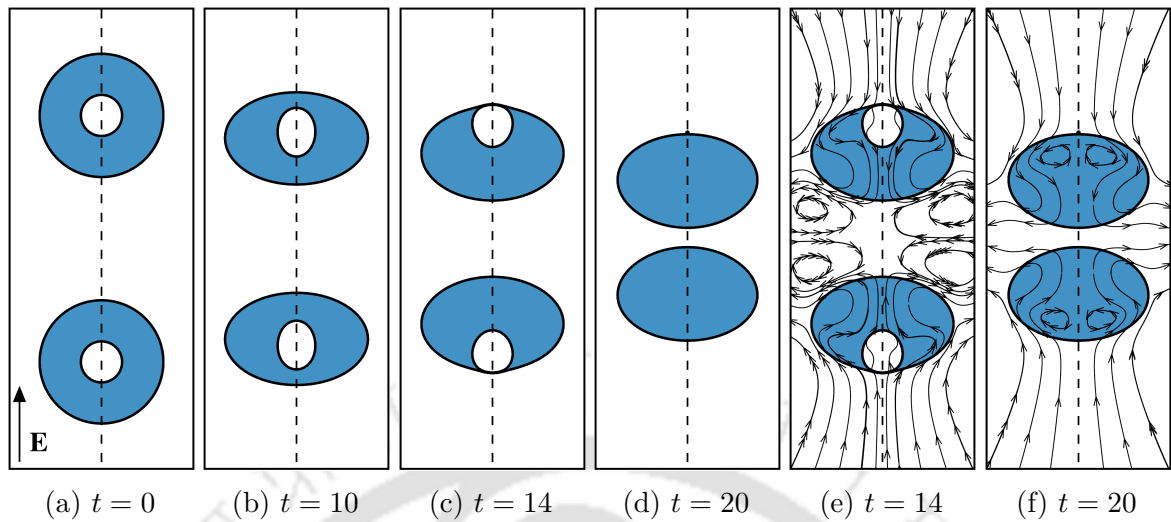 E
(a) t = 0
(b) t = 10
(c) t = 14
(d) t = 20
(e) t = 14
(f) t = 20